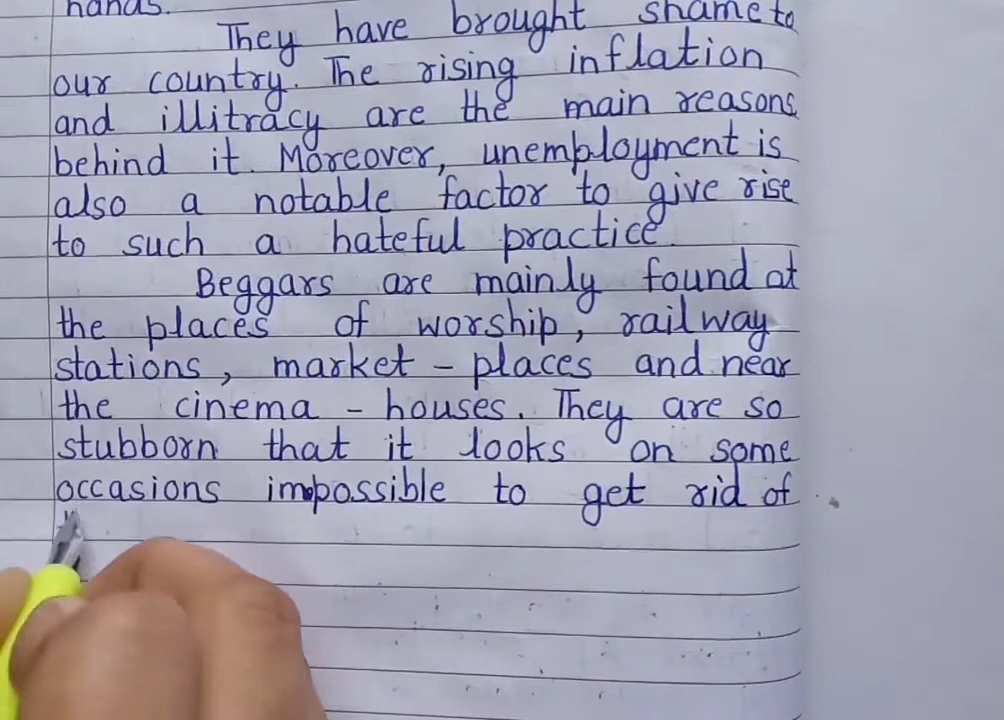 hands.
They have brought shame to
our country. The rising inflation
and illitracy are the main reasons
behind it. Moreover, unemployment is
also a notable factor to give rise
to such a hateful practice.
Beggars are mainly found at
the places of worship, railway
stations, market - places and near
the cinema - houses. They are so
stubborn that it looks on some
occasions impossible to get rid of